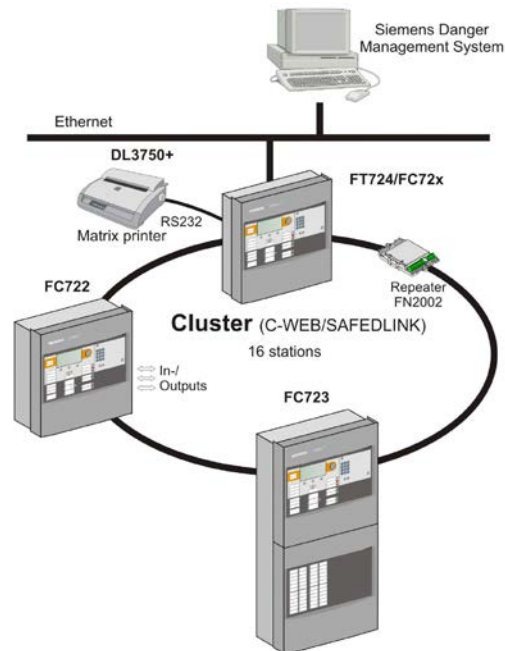 Siemens Danger
Management System
Ethernet
DL3750+
FT724/FC72x
RS232
Matrix printer
Repeater
FN2002
FC722
Cluster (C-WEB/SAFEDLINK)
16 stations
In-/
Outputs
FC723